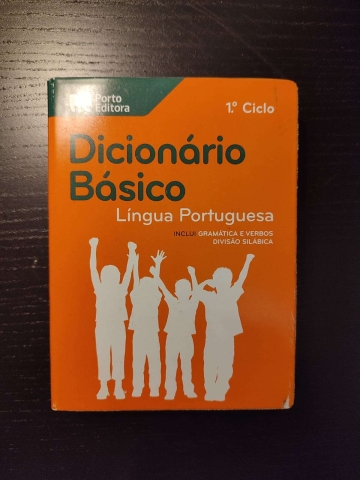 Porto
Editora
1.º Ciclo
Dicionário
Básico
Língua Portuguesa
INCLUI GRAMÁTICA E VERBOS
DIVISÃO SILÁBICA